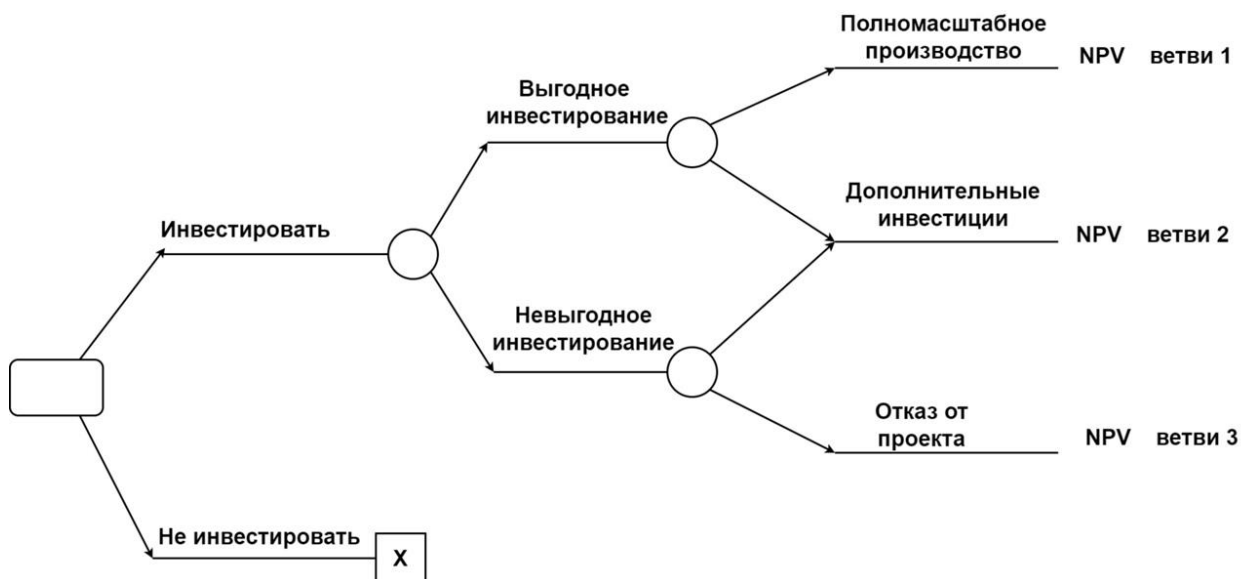 Полномасштабное
производство
NPV ветви 1
Выгодное
инвестирование
Дополнительные
инвестиции
NPV ветви 2
Инвестировать
Невыгодное
инвестирование
Отказ от
проекта
NPV ветви 3
Не инвестировать
X